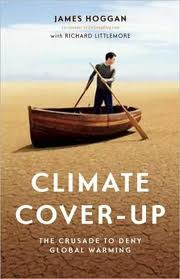 JAMES HOGGAN
with RICHARD LITTLEMORE
CLIMATE
COVER-UP
THE CRUSADE TO DENY
GLOBAL WARMING